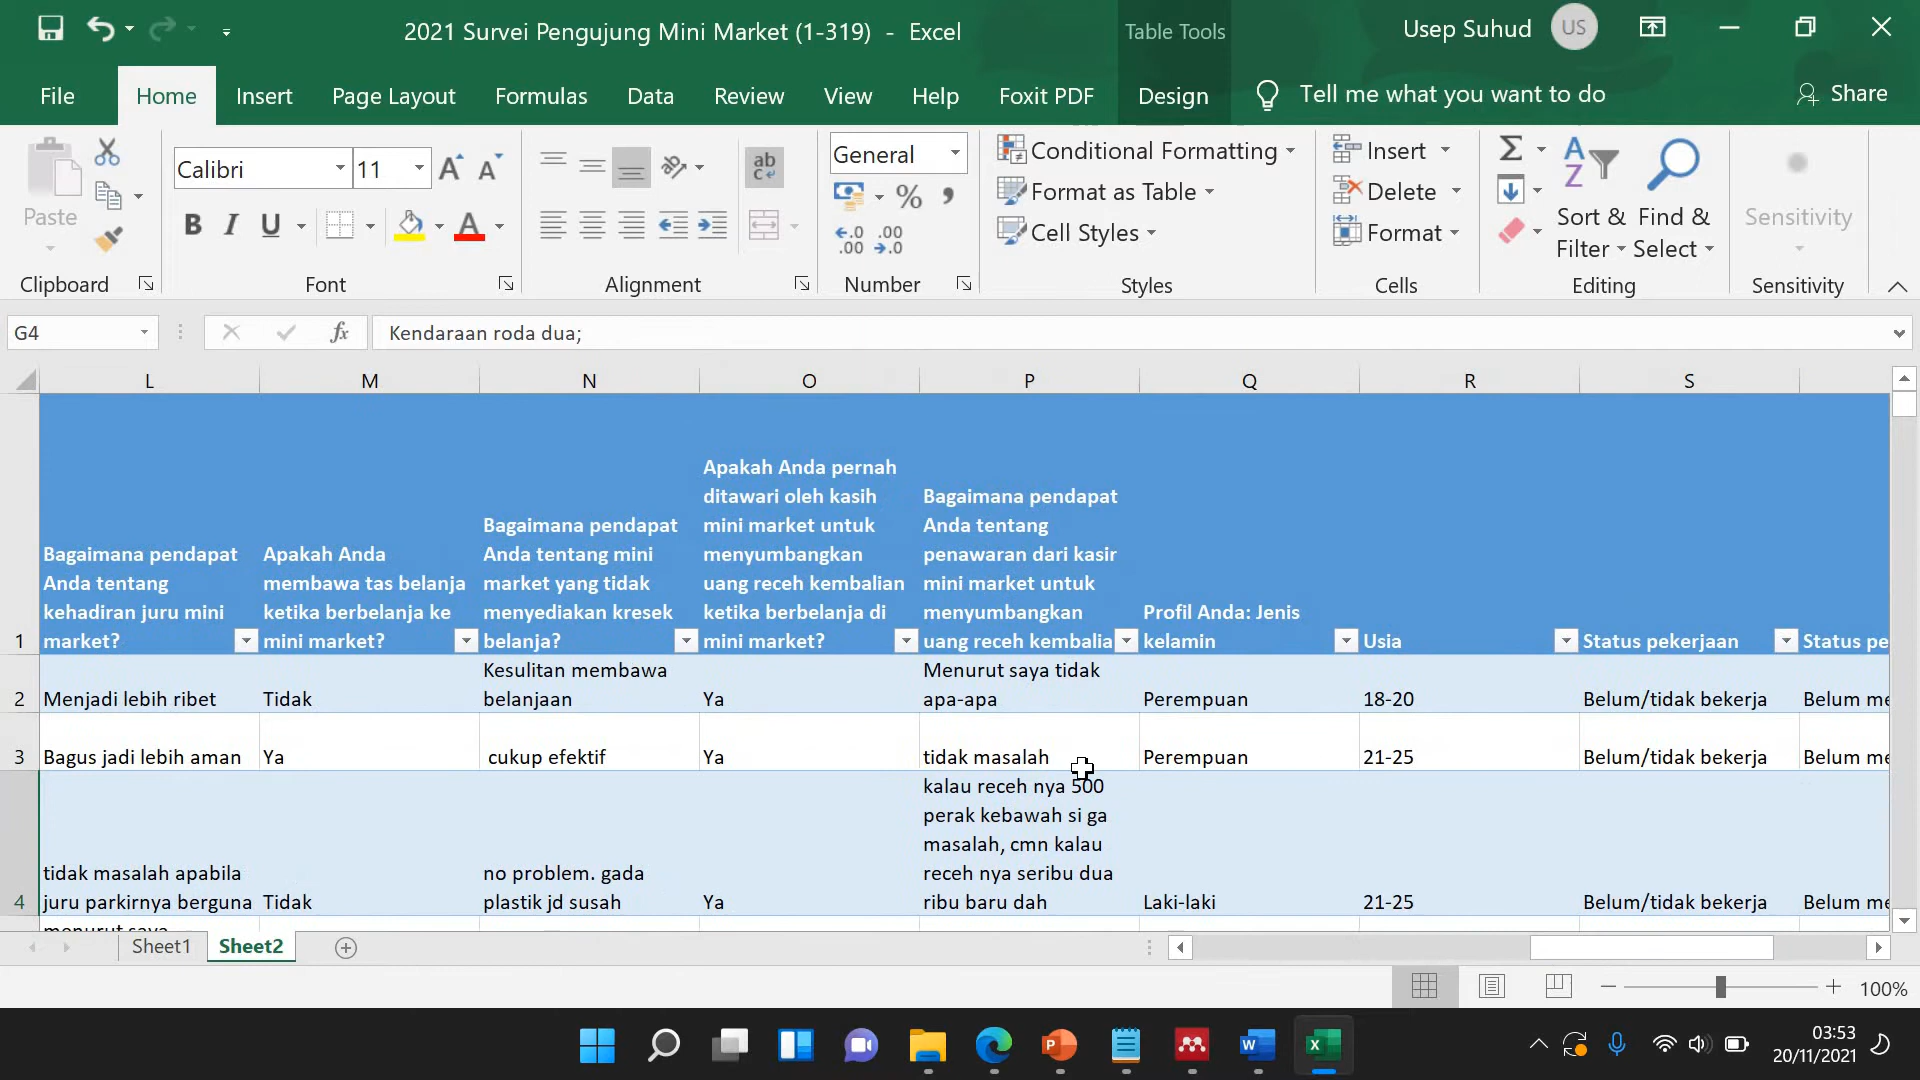 2021 Survei Pengujung Mini Market (1-319) - Excel
Table Tools
Usep Suhud
US
File
Home
Insert
Page Layout
Formulas
Data
Review
View
Help
Foxit PDF
Design
Tell me what you want to do
Share
Paste
Clipboard
Calibri
11
B I U
Font
ab
Alignment
General
%
Number
Conditional Formatting
Format as Table
Cell Styles
Styles
Insert
Delete
Format
Cells
Sort &
Filter
Find &
Select
Editing
Sensitivity
Sensitivity
G4
fx
Kendaraan roda dua;
L M N O P Q R S
1
Bagaimana pendapat
Anda tentang
kehadiran juru mini
market?
Apakah Anda
membawa tas belanja
ketika berbelanja ke
mini market?
Bagaimana pendapat
Anda tentang mini
market yang tidak
menyediakan kresek
belanja?
Apakah Anda pernah
ditawari oleh kasih
mini market untuk
menyumbangkan
uang receh kembalian
ketika berbelanja di
mini market?
Bagaimana pendapat
Anda tentang
penawaran dari kasir
mini market untuk
menyumbangkan
uang receh kembalia
Profil Anda: Jenis
kelamin
Usia
Status pekerjaan
Status pe
2
Menjadi lebih ribet
Tidak
Kesulitan membawa
belanjaan
Ya
Menurut saya tidak
apa-apa
Perempuan
18-20
Belum/tidak bekerja
Belum me
3
Bagus jadi lebih aman
Ya
cukup efektif
Ya
tidak masalah
Perempuan
21-25
Belum/tidak bekerja
Belum me
4
tidak masalah apabila
juru parkirnya berguna
Tidak
no problem. gada
plastik jd susah
Ya
kalau receh nya 500
perak kebawah si ga
masalah, cmn kalau
receh nya seribu dua
ribu baru dah
Laki-laki
21-25
Belum/tidak bekerja
Belum me
menurut saya
Sheet1
Sheet2
100%
03:53
20/11/2021